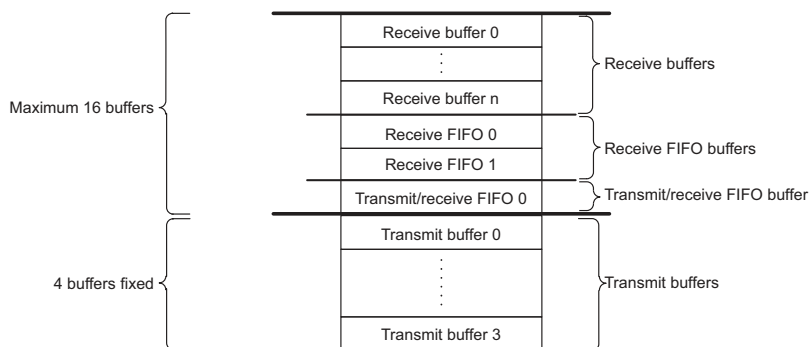 Receive buffer 0
⋮
Receive buffer n
Receive buffers
Maximum 16 buffers
Receive FIFO 0
Receive FIFO 1
Receive FIFO buffers
Transmit/receive FIFO 0
Transmit/receive FIFO buffer
Transmit buffer 0
⋮
Transmit buffer 3
4 buffers fixed
Transmit buffers